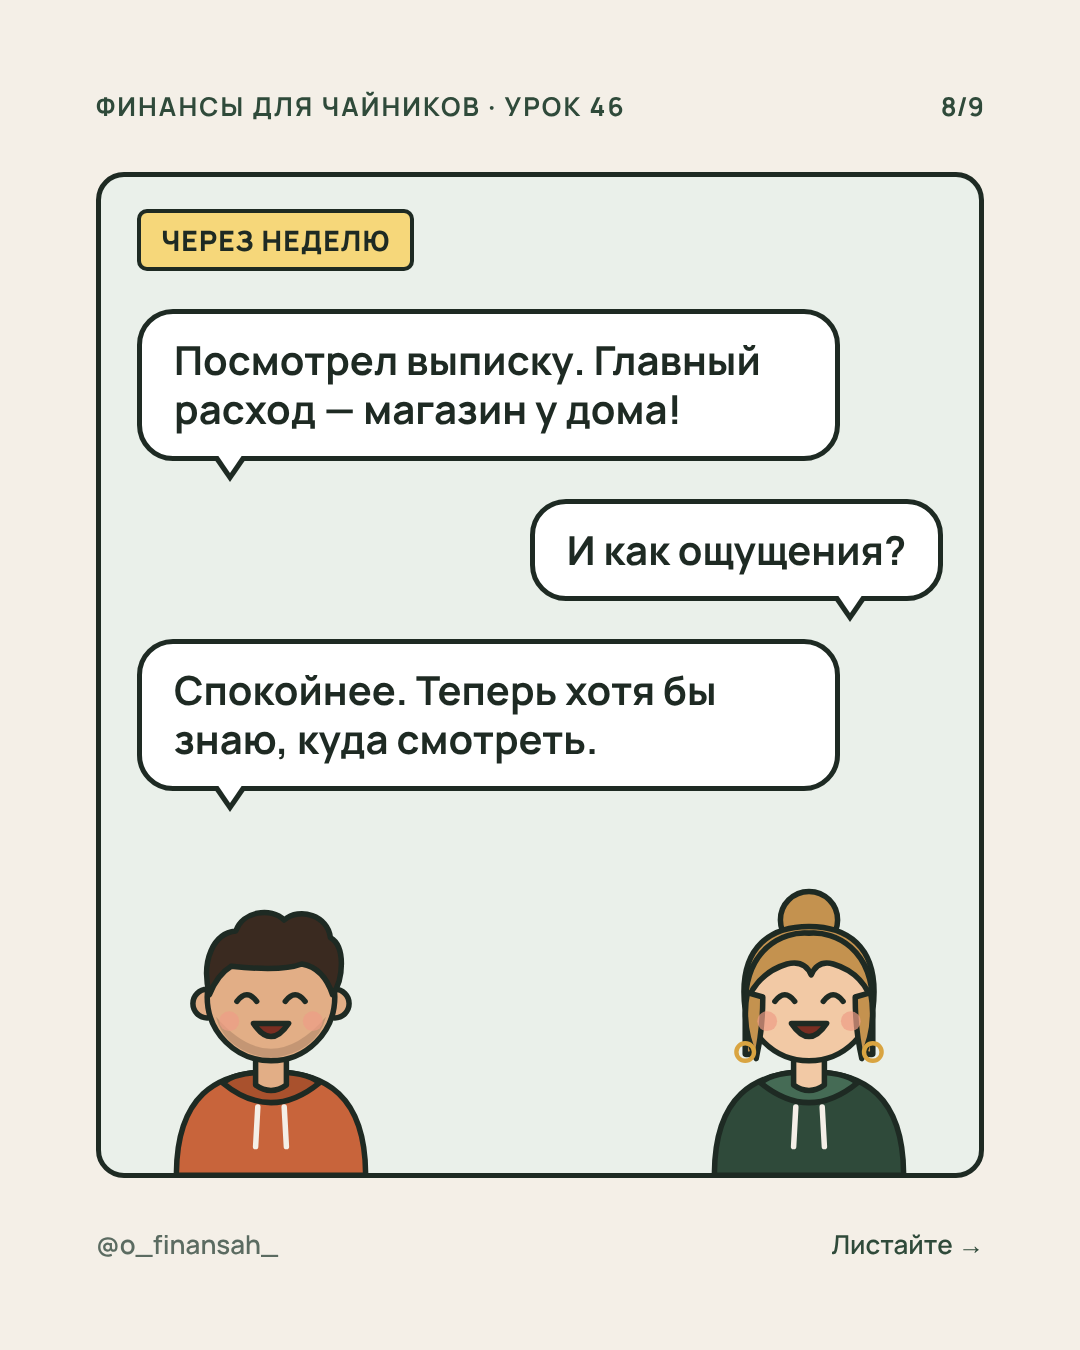 ФИНАНСЫ ДЛЯ ЧАЙНИКОВ · УРОК 46
8/9
ЧЕРЕЗ НЕДЕЛЮ
Посмотрел выписку. Главный
расход — магазин у дома!
И как ощущения?
Спокойнее. Теперь хотя бы
знаю, куда смотреть.
@o_finansah_
Листайте →